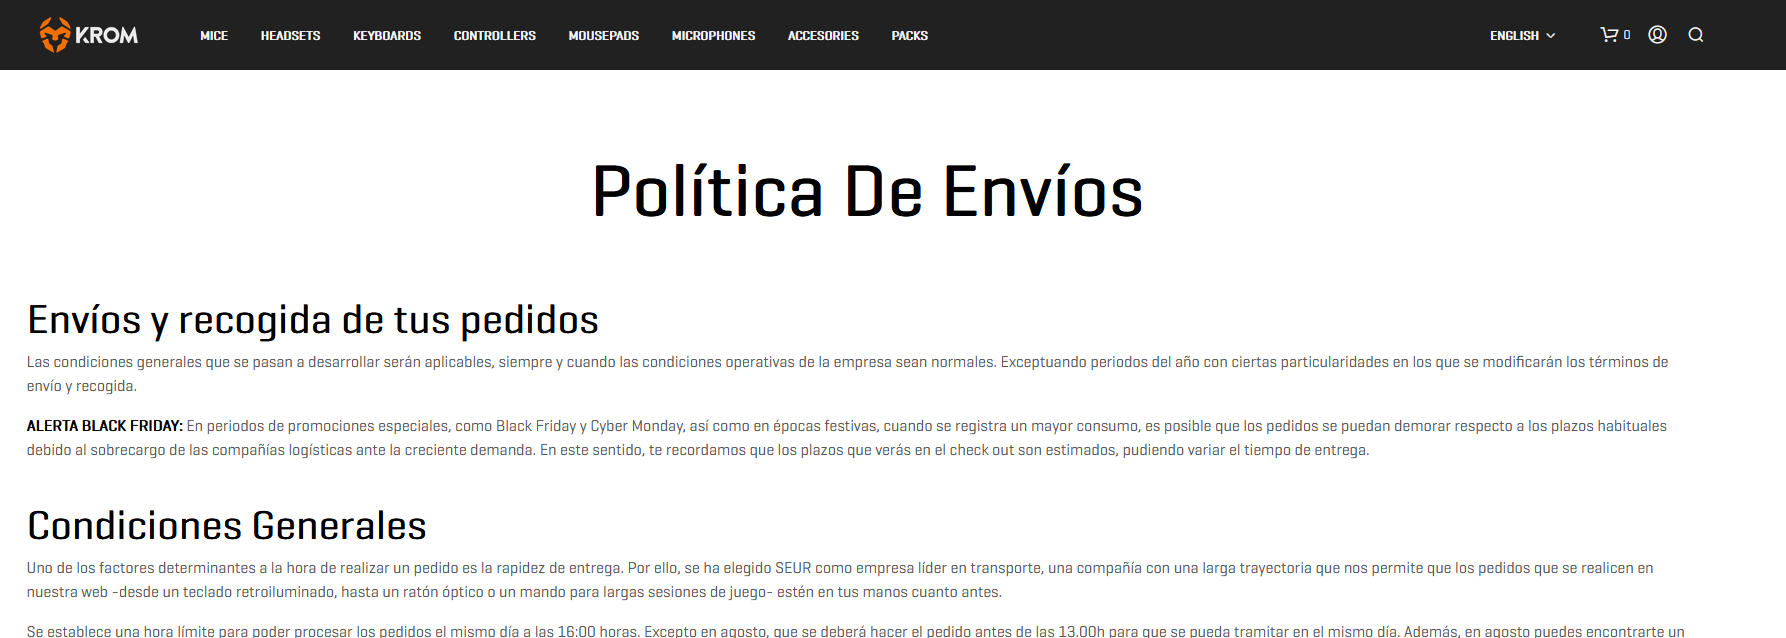 KROM MICE HEADSETS KEYBOARDS CONTROLLERS MOUSEPADS MICROPHONES ACCESORIES PACKS ENGLISH 0
Política De Envíos
Envíos y recogida de tus pedidos
Las condiciones generales que se pasan a desarrollar serán aplicables, siempre y cuando las condiciones operativas de la empresa sean normales. Exceptuando periodos del año con ciertas particularidades en los que se modificarán los términos de
envío y recogida.
ALERTA BLACK FRIDAY: En periodos de promociones especiales, como Black Friday y Cyber Monday, así como en épocas festivas, cuando se registra un mayor consumo, es posible que los pedidos se puedan demorar respecto a los plazos habituales
debido al sobrecargo de las compañías logísticas ante la creciente demanda. En este sentido, te recordamos que los plazos que verás en el check out son estimados, pudiendo variar el tiempo de entrega.
Condiciones Generales
Uno de los factores determinantes a la hora de realizar un pedido es la rapidez de entrega. Por ello, se ha elegido SEUR como empresa líder en transporte, una compañía con una larga trayectoria que nos permite que los pedidos que se realicen en
nuestra web -desde un teclado retroiluminado, hasta un ratón óptico o un mando para largas sesiones de juego- estén en tus manos cuanto antes.
Se establece una hora límite para poder procesar los pedidos el mismo día a las 16:00 horas. Excepto en agosto, que se deberá hacer el pedido antes de las 13.00h para que se pueda tramitar en el mismo día. Además, en agosto puedes encontrarte un